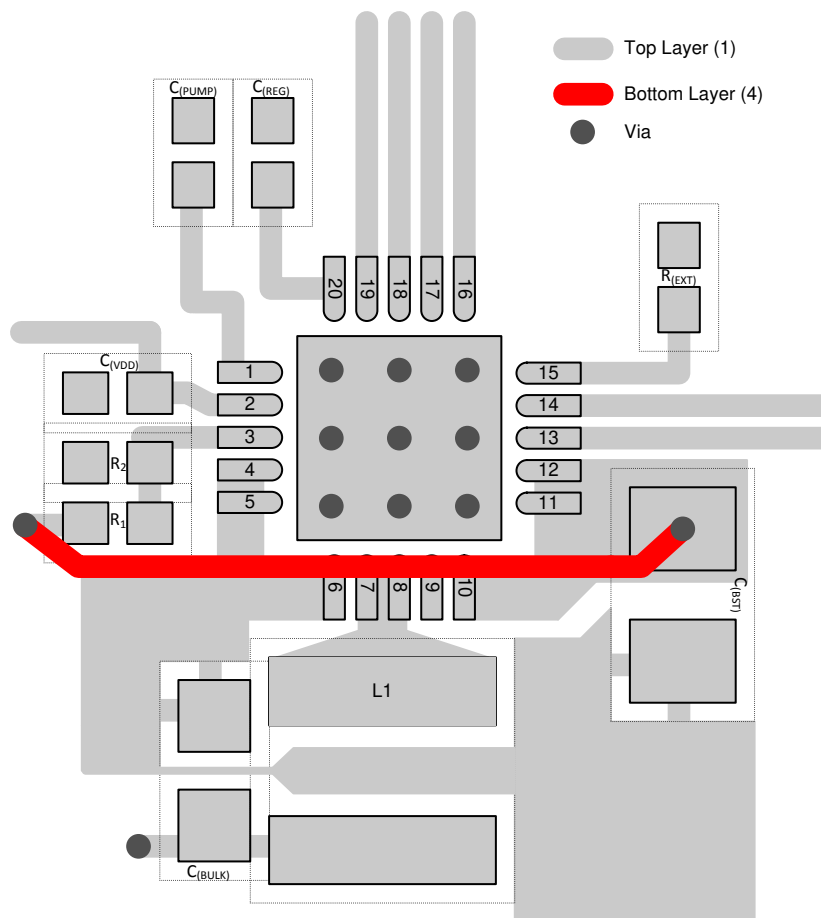 Top Layer (1)
Bottom Layer (4)
Via
C(PUMP)
C(REG)
R(EXT)
20
19
18
17
16
C(VDD)
1
2
3
4
5
15
14
13
12
11
R2
R1
6
7
8
9
10
C(BST)
L1
C(BULK)